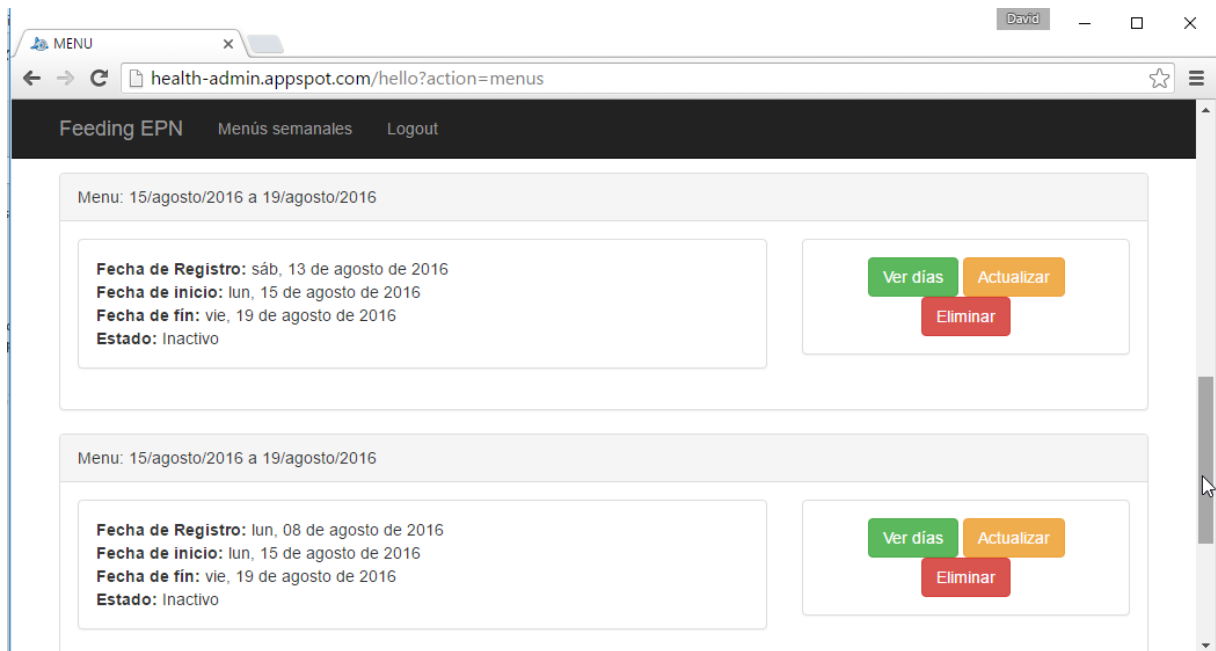 David
MENU
health-admin.appspot.com/hello?action=menus
Feeding EPN Menús semanales Logout
Menu: 15/agosto/2016 a 19/agosto/2016
Fecha de Registro: sáb, 13 de agosto de 2016
Fecha de inicio: lun, 15 de agosto de 2016
Fecha de fín: vie, 19 de agosto de 2016
Estado: Inactivo
Ver días Actualizar
Eliminar
Menu: 15/agosto/2016 a 19/agosto/2016
Fecha de Registro: lun, 08 de agosto de 2016
Fecha de inicio: lun, 15 de agosto de 2016
Fecha de fín: vie, 19 de agosto de 2016
Estado: Inactivo
Ver días Actualizar
Eliminar